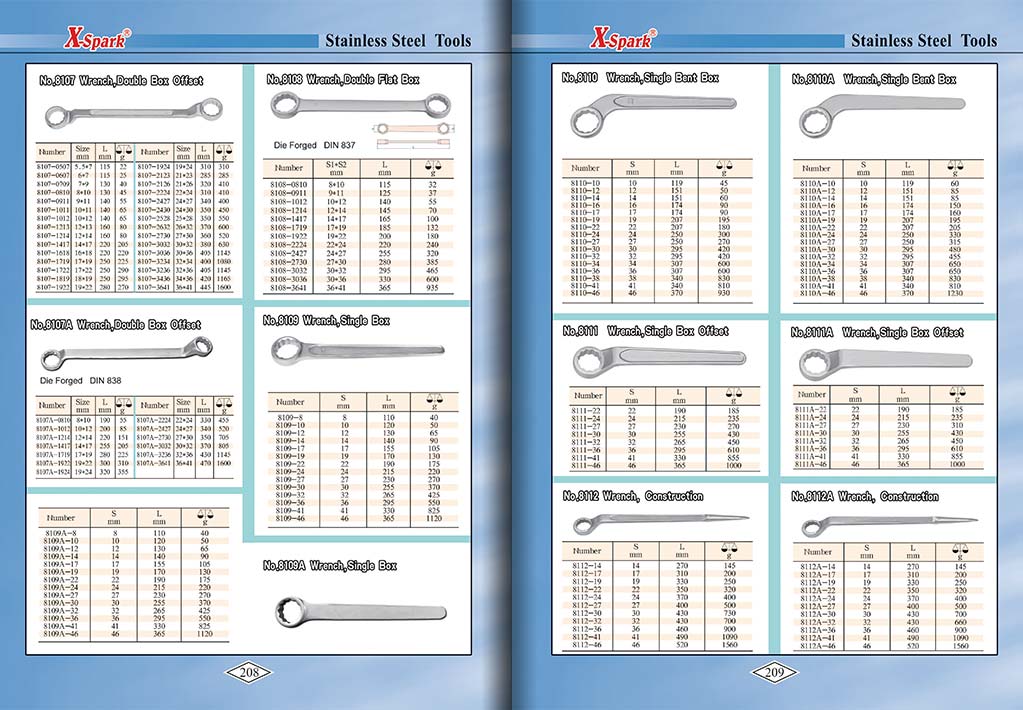 X-Spark®
Stainless Steel Tools
No,8107 Wrench,Double Box Offset
Number Size mm L mm g Number Size mm L mm g
8107-0507 5.5*7 115 22 8107-1924 19*24 310 310
8107-0607 6*7 115 25 8107-2123 21*23 285 285
8107-0709 7*9 130 40 8107-2126 21*26 320 410
8107-0810 8*10 130 45 8107-2224 22*24 310 410
8107-0911 9*11 140 55 8107-2427 24*27 340 400
8107-1011 10*11 140 65 8107-2430 24*30 350 450
8107-1012 10*12 140 65 8107-2528 25*28 350 550
8107-1213 12*13 160 80 8107-2632 26*32 370 600
8107-1214 12*14 160 80 8107-2730 27*30 360 520
8107-1417 14*17 220 205 8107-3032 30*32 380 630
8107-1618 16*18 220 220 8107-3036 30*36 405 1145
8107-1719 17*19 250 225 8107-3234 32*34 400 1080
8107-1722 17*22 250 290 8107-3236 32*36 405 1145
8107-1819 18*19 250 290 8107-3436 34*36 420 1165
8107-1922 19*22 280 270 8107-3641 36*41 445 1600
No,8108 Wrench,Double Flat Box
Die Forged DIN 837
Number S1*S2 mm L mm g
8108-0810 8*10 115 32
8108-0911 9*11 125 37
8108-1012 10*12 140 55
8108-1214 12*14 145 70
8108-1417 14*17 165 100
8108-1719 17*19 185 132
8108-1922 19*22 200 180
8108-2224 22*24 220 240
8108-2427 24*27 255 320
8108-2730 27*30 280 385
8108-3032 30*32 295 465
8108-3036 30*36 330 600
8108-3641 36*41 365 935
No,8107A Wrench,Double Box Offset
Die Forged DIN 838
Number Size mm L mm g Number Size mm L mm g
8107A-0810 8*10 190 55 8107A-2224 22*24 330 455
8107A-1012 10*12 200 85 8107A-2427 24*27 340 520
8107A-1214 12*14 220 151 8107A-2730 27*30 350 705
8107A-1417 14*17 255 205 8107A-3032 30*32 370 805
8107A-1719 17*19 280 225 8107A-3236 32*36 430 1145
8107A-1922 19*22 300 310 8107A-3641 36*41 470 1600
8107A-1924 19*24 320 355
No,8109 Wrench,Single Box
Number S mm L mm g
8109-8 8 110 40
8109-10 10 120 50
8109-12 12 130 65
8109-14 14 140 90
8109-17 17 155 105
8109-19 19 170 130
8109-22 22 190 175
8109-24 24 215 220
8109-27 27 230 270
8109-30 30 255 370
8109-32 32 265 425
8109-36 36 295 550
8109-41 41 330 825
8109-46 46 365 1120
Number S mm L mm g
8109A-8 8 110 40
8109A-10 10 120 50
8109A-12 12 130 65
8109A-14 14 140 90
8109A-17 17 155 105
8109A-19 19 170 130
8109A-22 22 190 175
8109A-24 24 215 220
8109A-27 27 230 270
8109A-30 30 255 370
8109A-32 32 265 425
8109A-36 36 295 550
8109A-41 41 330 825
8109A-46 46 365 1120
No,8109A Wrench,Single Box
208
X-Spark®
Stainless Steel Tools
No,8110 Wrench,Single Bent Box
Number S mm L mm g
8110-10 10 119 45
8110-12 12 151 50
8110-14 14 151 60
8110-16 16 174 90
8110-17 17 174 90
8110-19 19 207 195
8110-22 22 207 180
8110-24 24 250 300
8110-27 27 250 270
8110-30 30 295 420
8110-32 32 295 420
8110-34 34 307 600
8110-36 36 307 600
8110-38 38 340 830
8110-41 41 340 810
8110-46 46 370 930
No,8110A Wrench,Single Bent Box
Number S mm L mm g
8110A-10 10 119 60
8110A-12 12 151 85
8110A-14 14 151 85
8110A-16 16 174 150
8110A-17 17 174 160
8110A-19 19 207 195
8110A-22 22 207 205
8110A-24 24 250 330
8110A-27 27 250 315
8110A-30 30 295 480
8110A-32 32 295 455
8110A-34 34 307 650
8110A-36 36 307 650
8110A-38 38 340 830
8110A-41 41 340 810
8110A-46 46 370 1230
No,8111 Wrench,Single Box Offset
Number S mm L mm g
8111-22 22 190 185
8111-24 24 215 235
8111-27 27 230 270
8111-30 30 255 430
8111-32 32 265 450
8111-36 36 295 610
8111-41 41 330 855
8111-46 46 365 1000
No,8111A Wrench,Single Box Offset
Number S mm L mm g
8111A-22 22 190 185
8111A-24 24 215 235
8111A-27 27 230 310
8111A-30 30 255 430
8111A-32 32 265 450
8111A-36 36 295 610
8111A-41 41 330 855
8111A-46 46 365 1000
No,8112 Wrench, Construction
Number S mm L mm g
8112-14 14 270 145
8112-17 17 310 200
8112-19 19 330 250
8112-22 22 350 320
8112-24 24 370 400
8112-27 27 400 500
8112-30 30 430 730
8112-32 32 430 700
8112-36 36 460 900
8112-41 41 490 1090
8112-46 46 520 1560
No,8112A Wrench, Construction
Number S mm L mm g
8112A-14 14 270 145
8112A-17 17 310 200
8112A-19 19 330 250
8112A-22 22 350 320
8112A-24 24 370 400
8112A-27 27 400 500
8112A-30 30 430 700
8112A-32 32 430 660
8112A-36 36 460 900
8112A-41 41 490 1090
8112A-46 46 520 1560
209